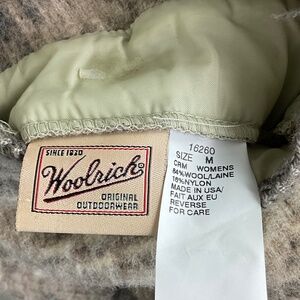 SINCE 1830
Woolrich
ORIGINAL
OUTDOORWEAR
16260
SIZE M
CRM WOMENS
84%WOOL/LAINE
16%NYLON
MADE IN USA/
FAIT AUX EU
REVERSE
FOR CARE